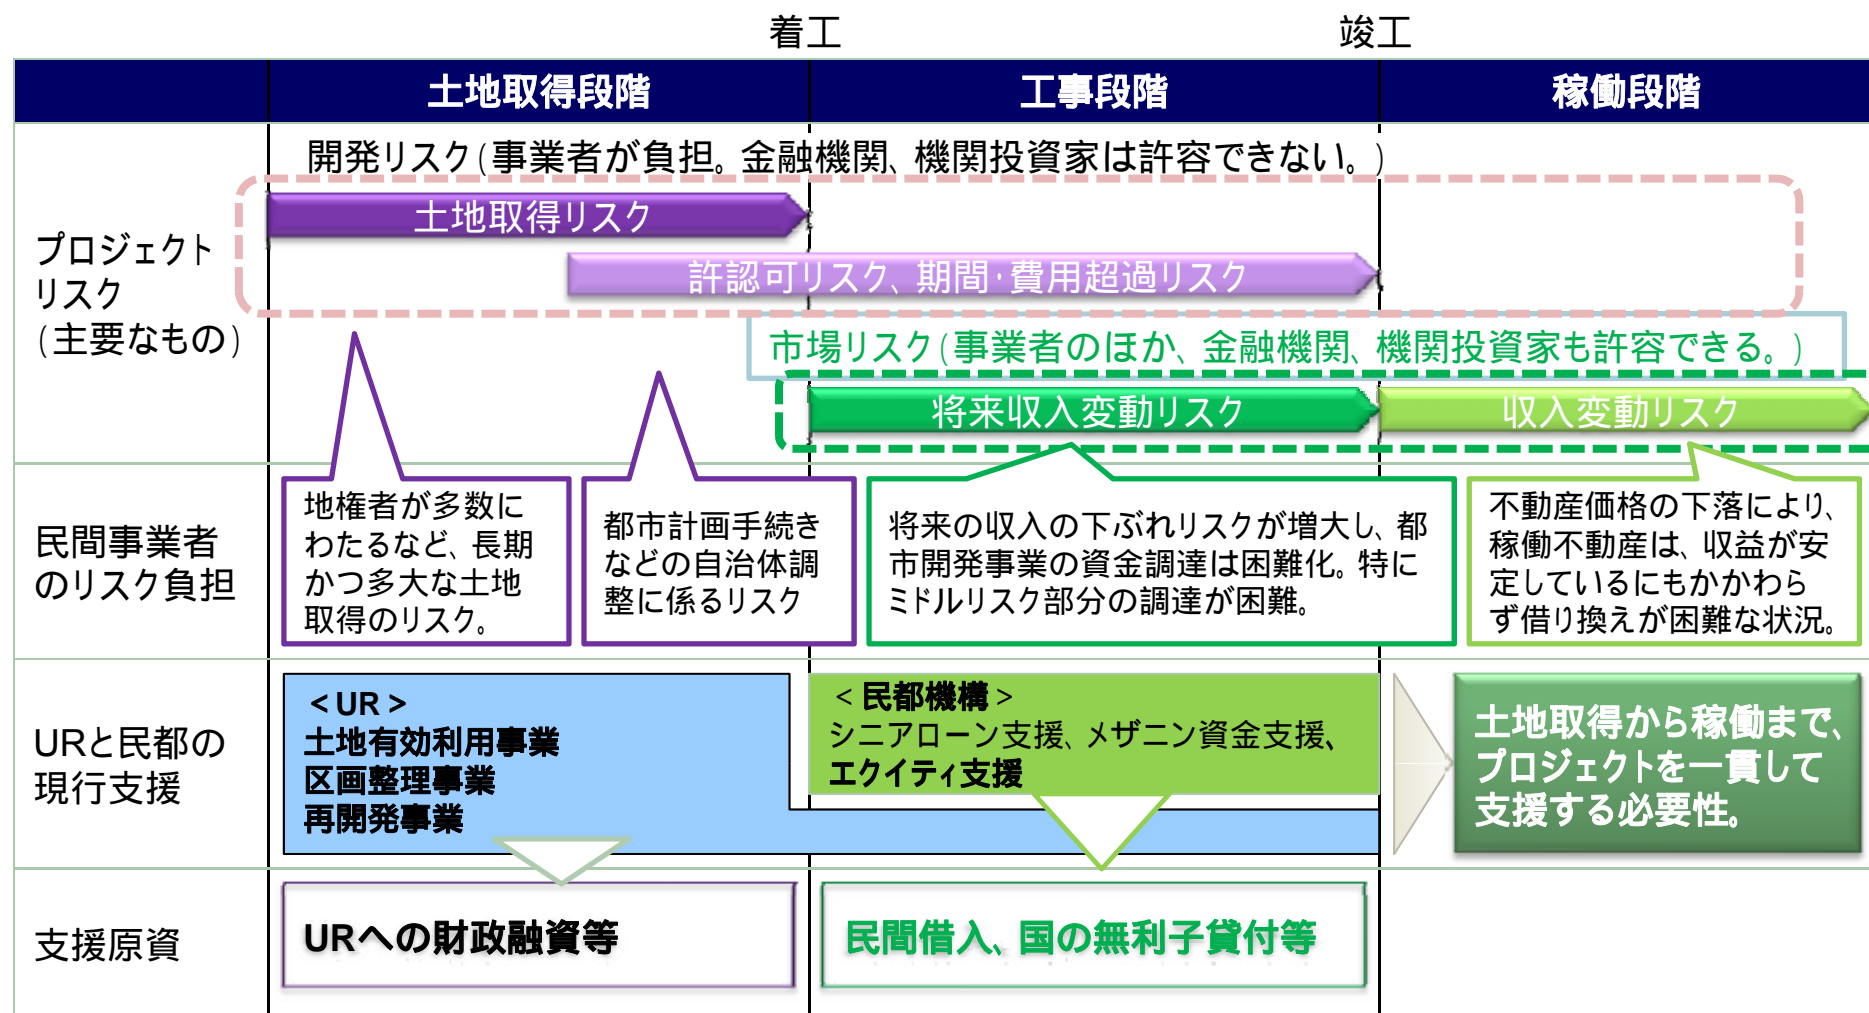 着工
竣工
土地取得段階
工事段階
稼働段階
プロジェクト
リスク
(主要なもの)
開発リスク(事業者が負担。金融機関、機関投資家は許容できない。)
土地取得リスク
許認可リスク、期間・費用超過リスク
市場リスク(事業者のほか、金融機関、機関投資家も許容できる。)
将来収入変動リスク
収入変動リスク
民間事業者
のリスク負担
地権者が多数に
わたるなど、長期
かつ多大な土地
取得のリスク。
都市計画手続き
などの自治体調
整に係るリスク
将来の収入の下ぶれリスクが増大し、都
市開発事業の資金調達は困難化。特に
ミドルリスク部分の調達が困難。
不動産価格の下落により、
稼働不動産は、収益が安
定しているにもかかわら
ず借り換えが困難な状況。
URと民都の
現行支援
<UR>
土地有効利用事業
区画整理事業
再開発事業
<民都機構>
シニアローン支援、メザニン資金支援、
エクイティ支援
土地取得から稼働まで、
プロジェクトを一貫して
支援する必要性。
支援原資
URへの財政融資等
民間借入、国の無利子貸付等